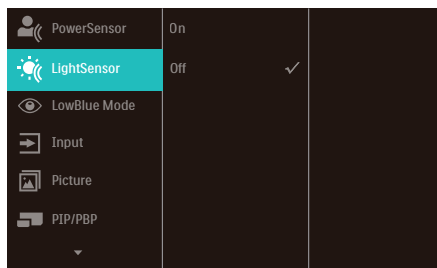 PowerSensor On
LightSensor Off
LowBlue Mode
Input
Picture
PIP/PBP